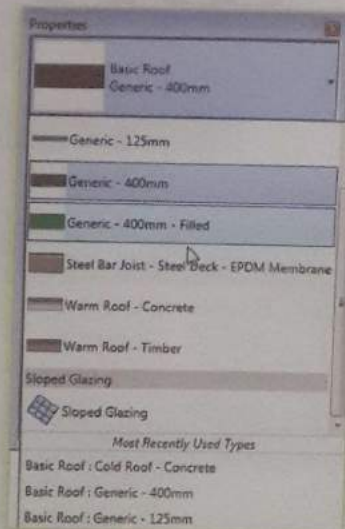 Properties
Basic Roof
Generic - 400mm
Generic - 125mm
Generic - 400mm
Generic - 400mm - Filled
Steel Bar Joist - Steel Deck - EPDM Membrane
Warm Roof - Concrete
Warm Roof - Timber
Sloped Glazing
Sloped Glazing
Most Recently Used Types
Basic Roof : Cold Roof - Concrete
Basic Roof : Generic - 400mm
Basic Roof : Generic - 125mm